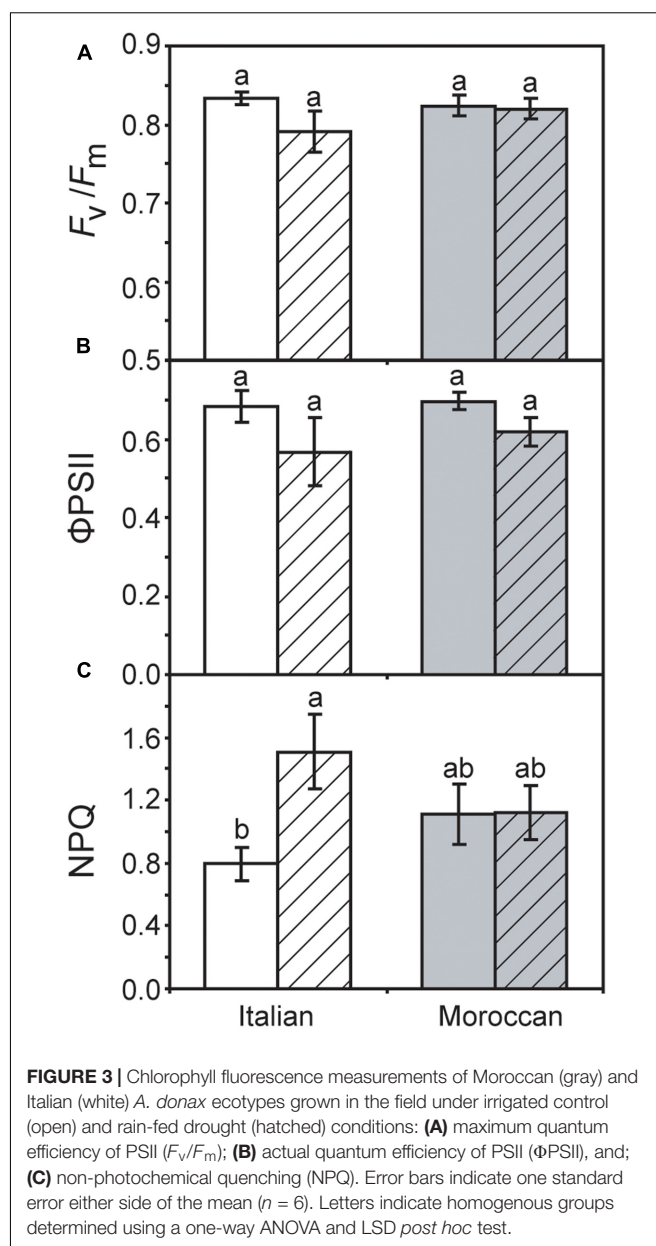 A
0.9
0.8
0.7
0.6
0.5
Fv/Fm
a a a a
B
0.6
0.4
0.2
0.0
ΦPSII
a a a a
C
1.6
1.2
0.8
0.4
0.0
NPQ
b a ab ab
Italian Moroccan
FIGURE 3 | Chlorophyll fluorescence measurements of Moroccan (gray) and
Italian (white) A. donax ecotypes grown in the field under irrigated control
(open) and rain-fed drought (hatched) conditions: (A) maximum quantum
efficiency of PSII (Fv/Fm); (B) actual quantum efficiency of PSII (ΦPSII), and;
(C) non-photochemical quenching (NPQ). Error bars indicate one standard
error either side of the mean (n = 6). Letters indicate homogenous groups
determined using a one-way ANOVA and LSD post hoc test.